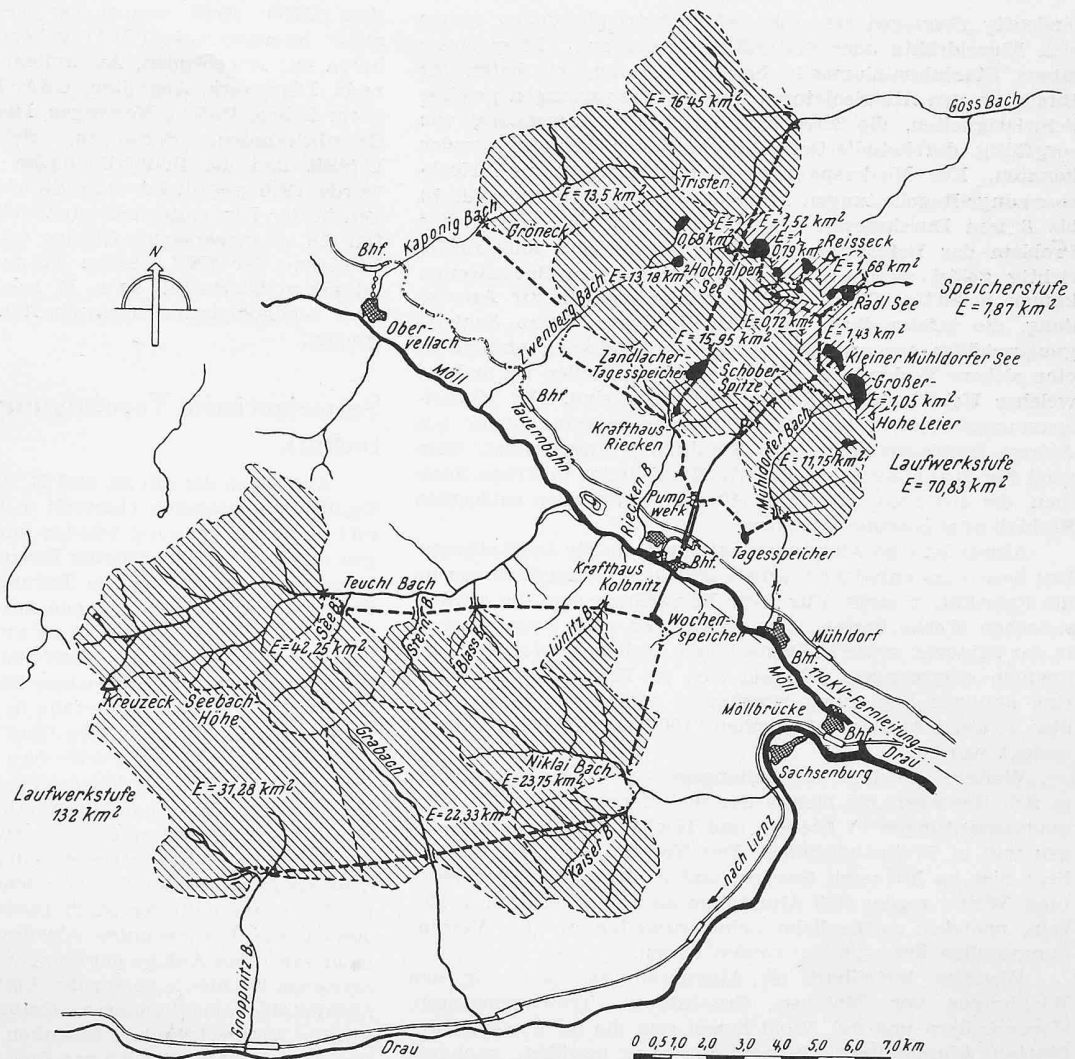 E = 16,45 km²
Göss Bach
E = 13,5 km²
Tristen-
Gröneck
Kaponig Bach
Bhf.
N
E =
0,68 km²
E = 1,52 km²
E =
0,19 km²
Reisseck
E = 1,68 km²
E = 13,18 km²
Hochalpen
See
Radl See
Speicherstufe
E = 7,87 km²
Ober-
vellach
Zwenberg Bach
E = 0,72 km²
E = 15,95 km²
1,43 km²
Möll
Zandlacher-
Tagesspeicher
Schober-
Spitze
Kleiner Mühldorfer See
Großer-
E = 1,05 km²
Hohe Leier
Bhf.
Tauernbahn
Krafthaus-
Riecken
Mühldorfer Bach
E = 11,75 km²
Laufwerkstufe
E = 70,83 km²
Riecken B.
Pump
werk
Tagesspeicher
Krafthaus
Kolbnitz
Bhf.
Teuchl Bach
See B.
Stein B.
Blass B.
Lünitz B.
Wochen-
speicher
Mühldorf
Bhf.
E = 42,25 km²
Möll
110 KV-Fernleitung
Kreuzeck
Seebach-
Höhe
Möllbrücke
Bhf.
Drau
Grabach
Niklai Bach
E = 23,75 km²
Sachsenburg
E = 31,28 km²
Laufwerkstufe
132 km²
E = 22,33 km²
Kaiser B.
nach Lienz
Gnoppnitz B.
Drau
0 0,5 1,0 2,0 3,0 4,0 5,0 6,0 7,0 km